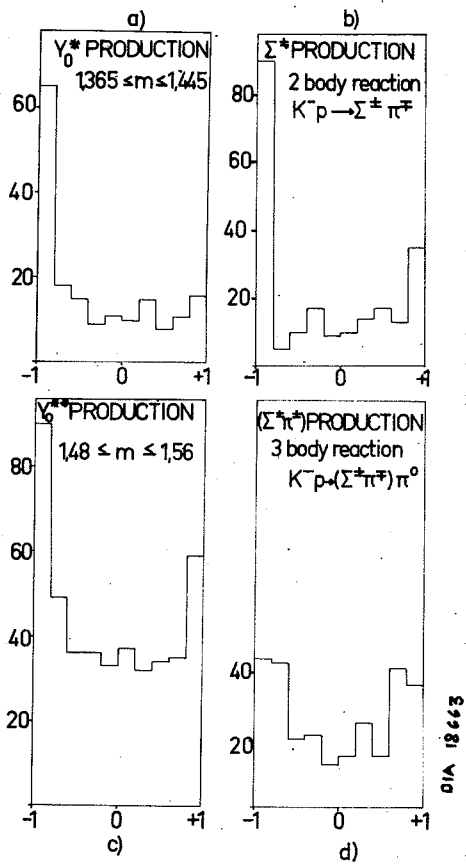 a)
Y₀* PRODUCTION
1,365 ≤ m ≤ 1,445
60
40
20
-1
0
+1
b)
Σ* PRODUCTION
2 body reaction
K⁻p → Σ± π∓
80
60
40
20
-1
0
+1
Y₀** PRODUCTION
1,48 ≤ m ≤ 1,56
80
60
40
20
-1
0
+1
c)
(Σ±π±) PRODUCTION
3 body reaction
K⁻p → (Σ±π∓) π⁰
40
20
-1
0
+1
d)
DIA 18663